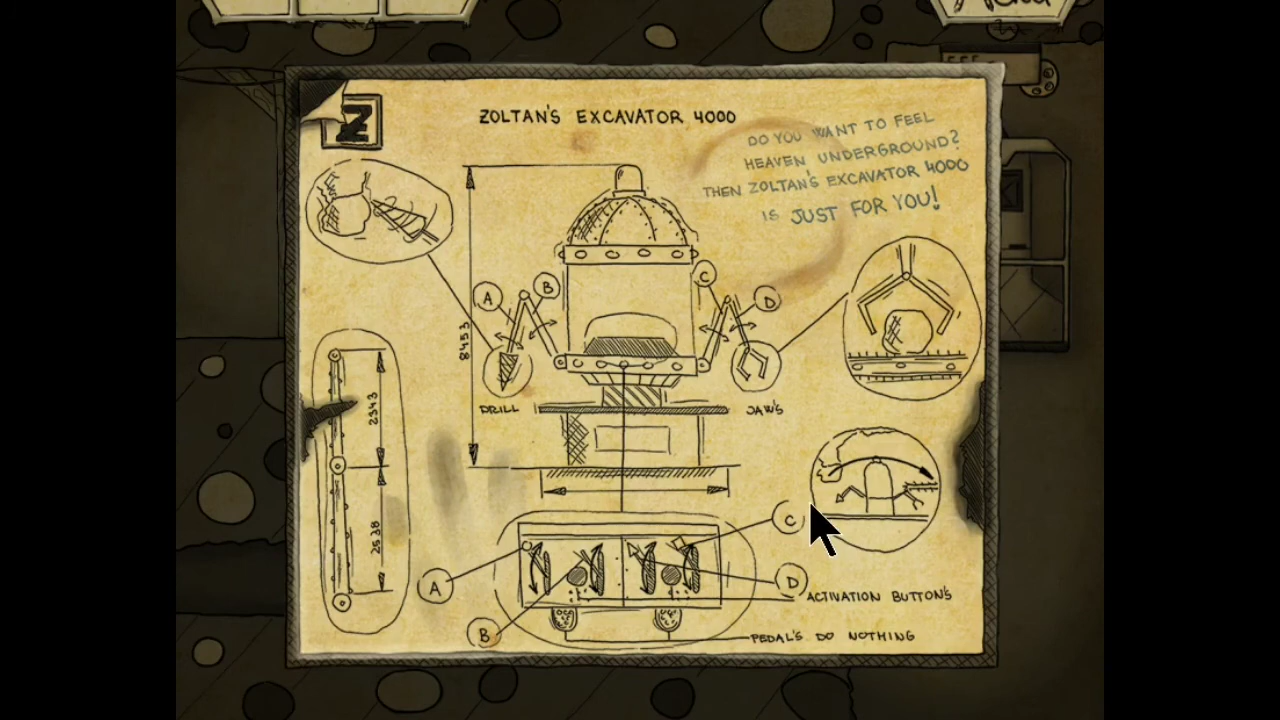 Z
ZOLTAN'S EXCAVATOR 4000
DO YOU WANT TO FEEL
HEAVEN UNDERGROUND?
THEN ZOLTAN'S EXCAVATOR 4000
IS JUST FOR YOU!
A
B
C
D
8453
DRILL
JAW'S
2343
2538
A
B
C
D
ACTIVATION BUTTON'S
PEDAL'S DO NOTHING